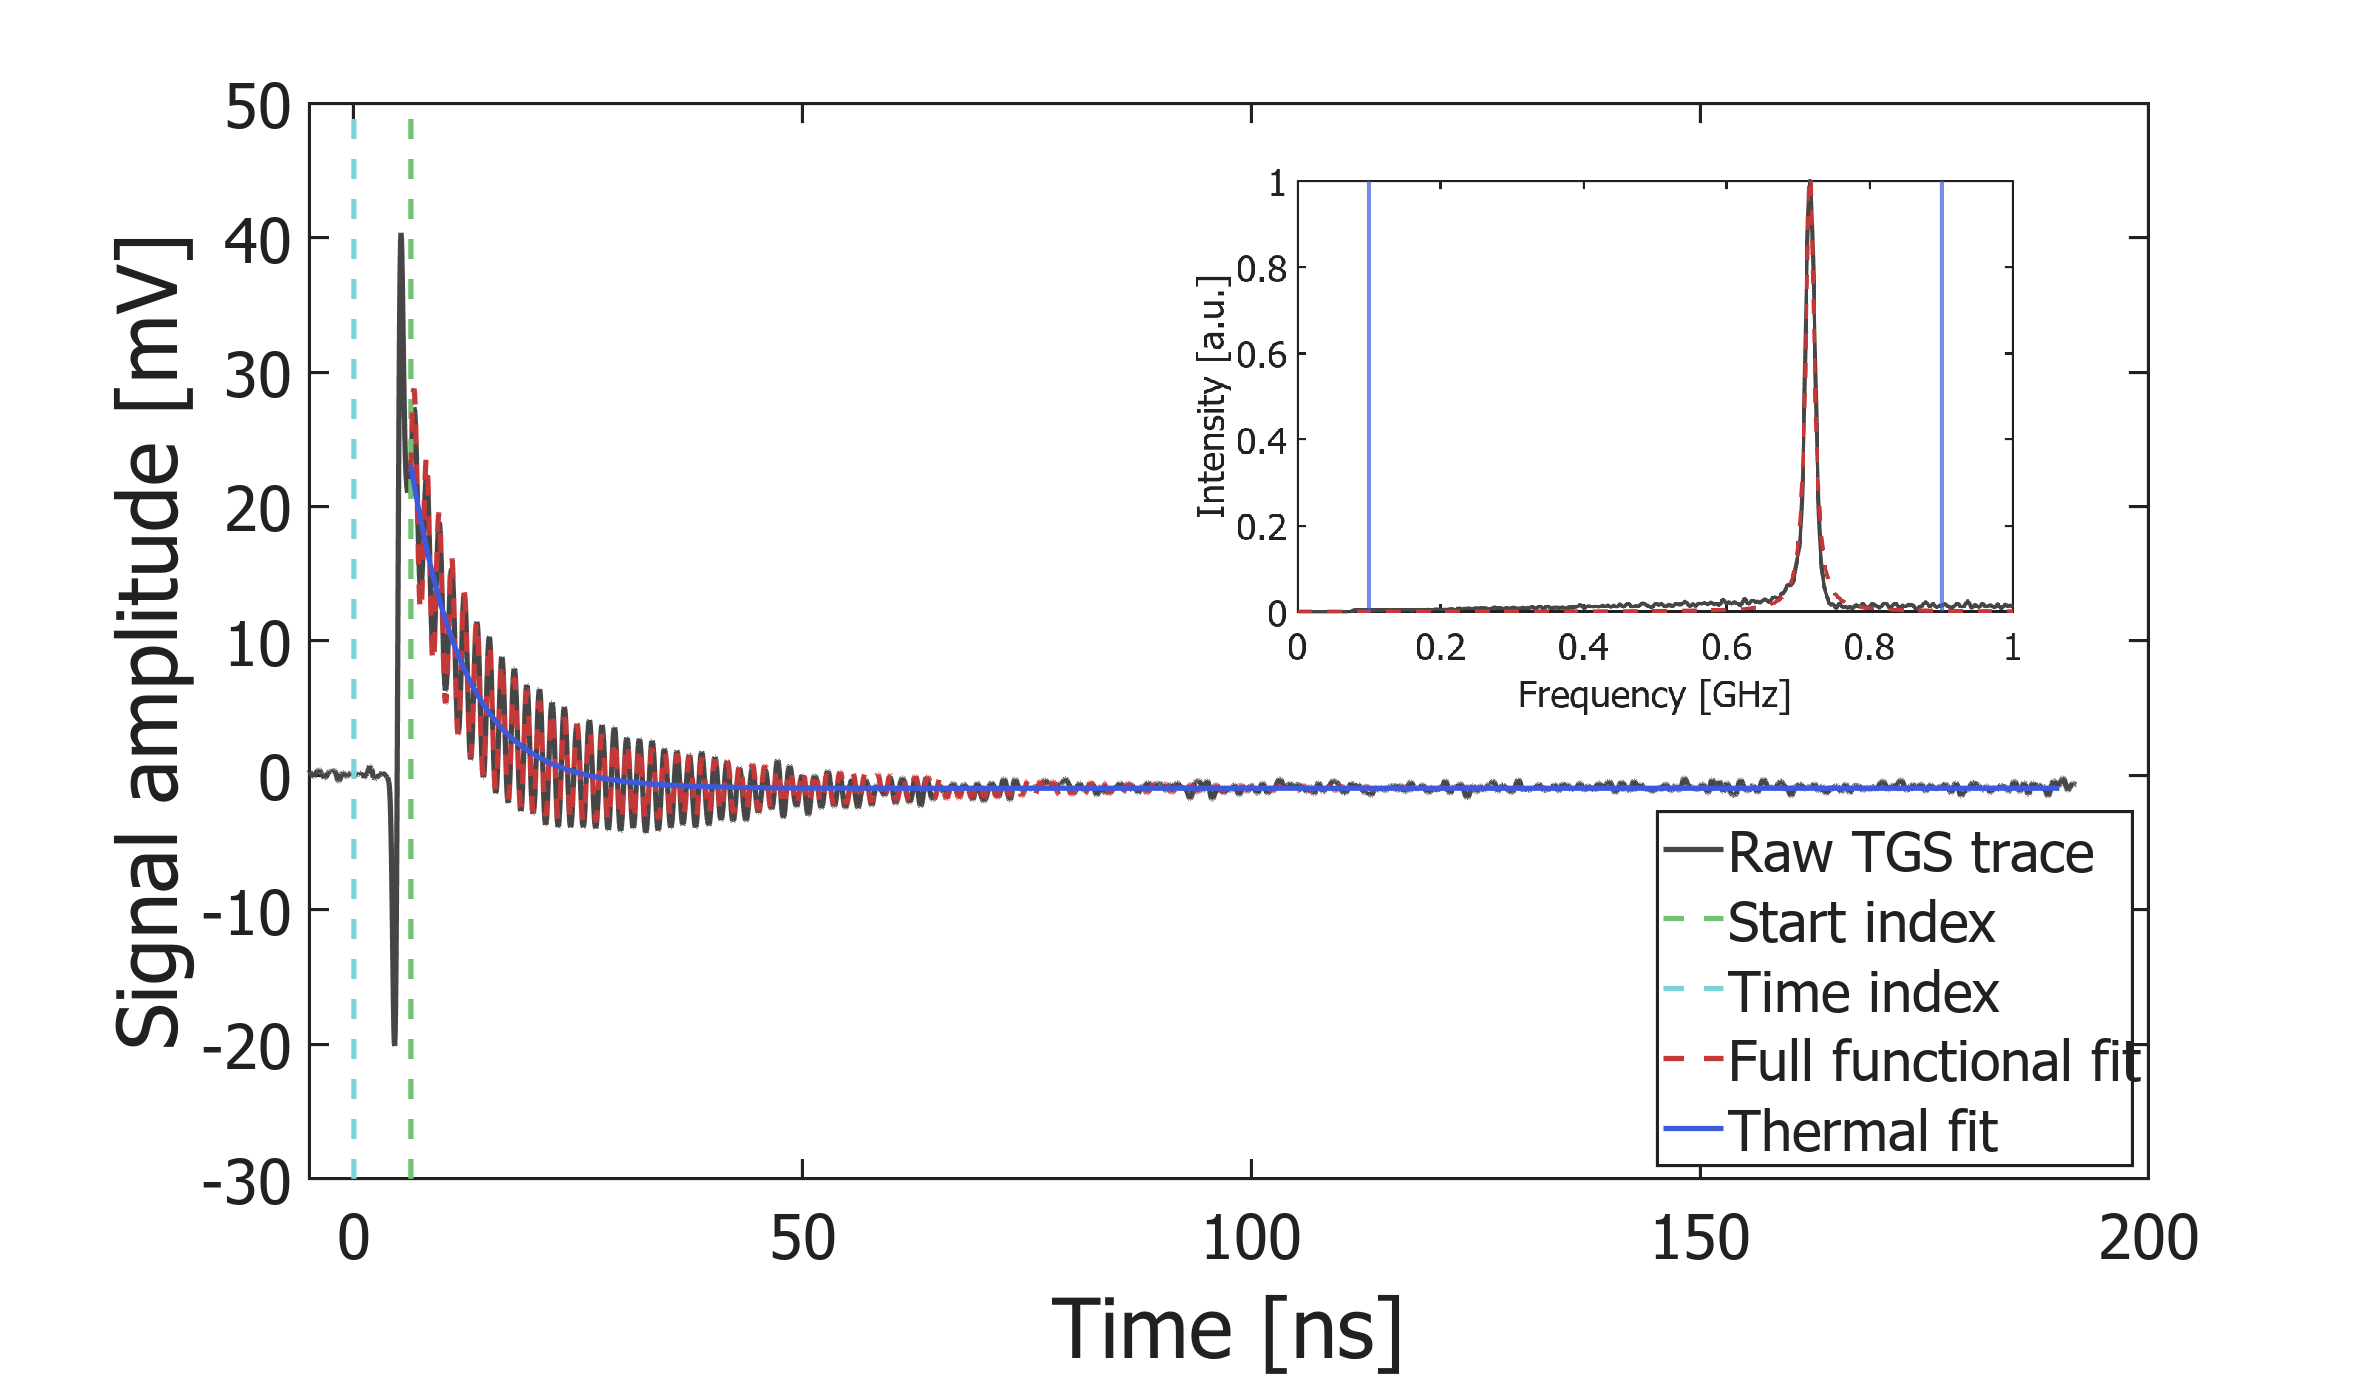 50
40
30
20
10
0
-10
-20
-30
Signal amplitude [mV]
0
50
100
150
200
Time [ns]
1
0.8
0.6
0.4
0.2
0
Intensity [a.u.]
0
0.2
0.4
0.6
0.8
1
Frequency [GHz]
Raw TGS trace
Start index
Time index
Full functional fit
Thermal fit